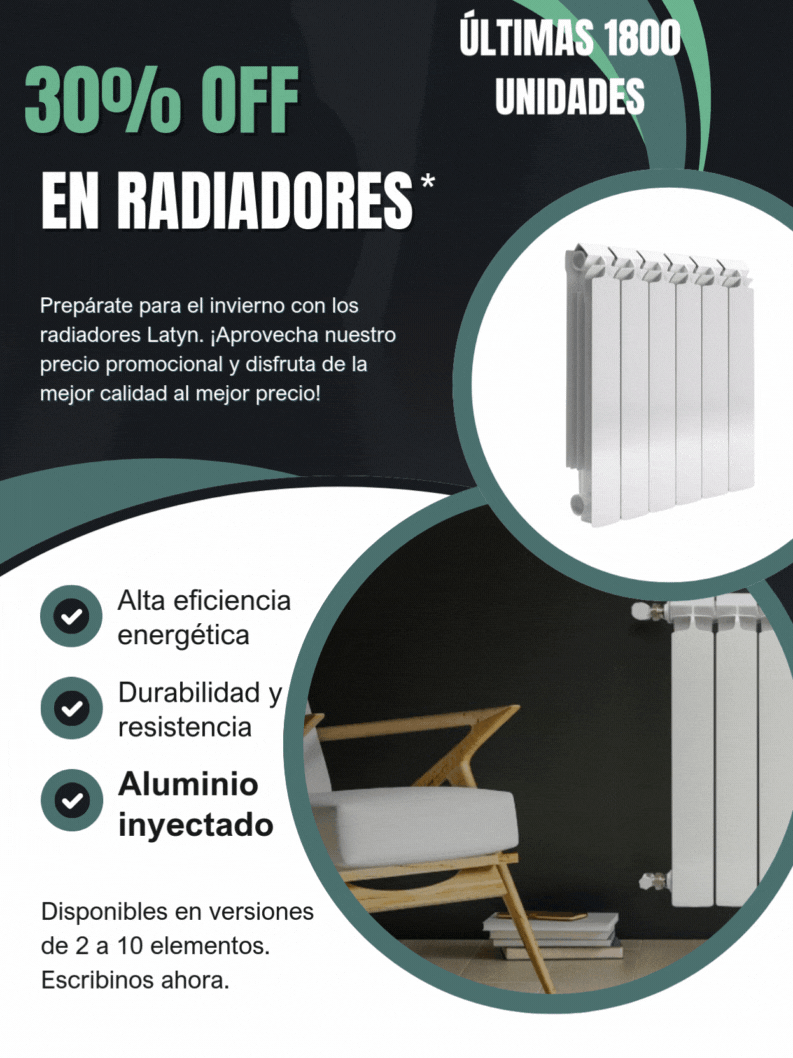 ÚLTIMAS 1800
UNIDADES
30% OFF
EN RADIADORES*
Prepárate para el invierno con los
radiadores Latyn. ¡Aprovecha nuestro
precio promocional y disfruta de la
mejor calidad al mejor precio!
Alta eficiencia
energética
Durabilidad y
resistencia
Aluminio
inyectado
Disponibles en versiones
de 2 a 10 elementos.
Escribinos ahora.